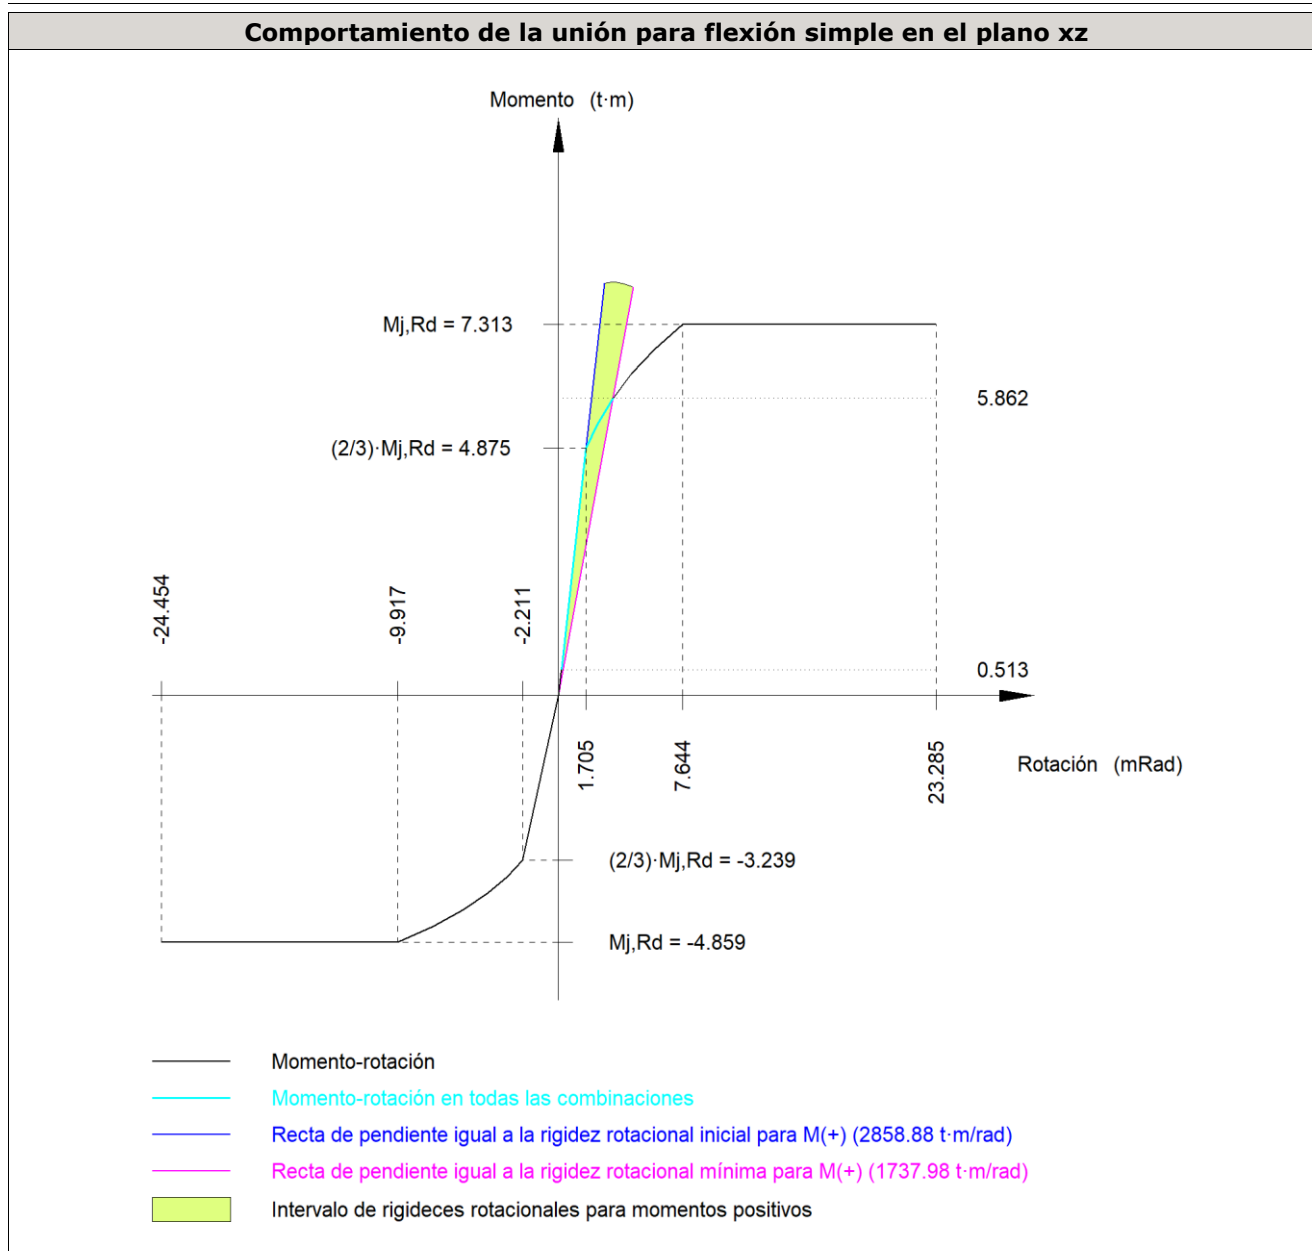 Comportamiento de la unión para flexión simple en el plano xz
Momento (t·m)
Mj,Rd = 7.313
5.862
(2/3)·Mj,Rd = 4.875
-24.454
-9.917
-2.211
0.513
1.705
7.644
23.285
Rotación (mRad)
(2/3)·Mj,Rd = -3.239
Mj,Rd = -4.859
Momento-rotación
Momento-rotación en todas las combinaciones
Recta de pendiente igual a la rigidez rotacional inicial para M(+) (2858.88 t·m/rad)
Recta de pendiente igual a la rigidez rotacional mínima para M(+) (1737.98 t·m/rad)
Intervalo de rigideces rotacionales para momentos positivos